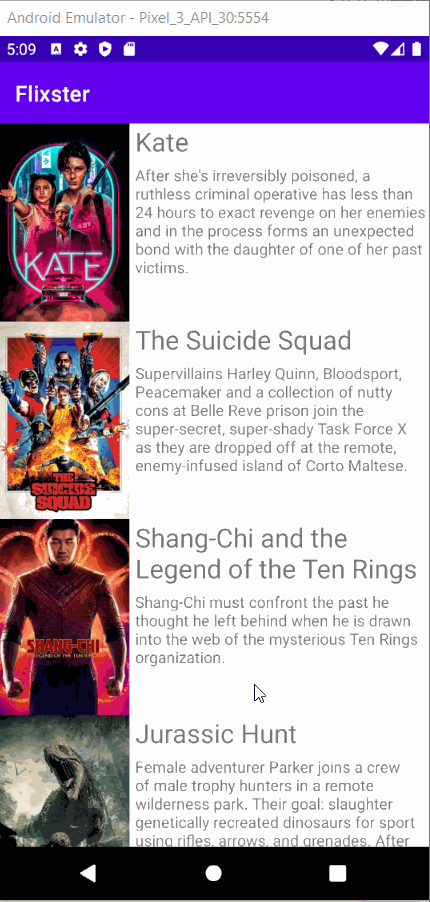 Android Emulator - Pixel_3_API_30:5554
5:09
Flixster
KATE
Kate
After she's irreversibly poisoned, a
ruthless criminal operative has less than
24 hours to exact revenge on her enemies
and in the process forms an unexpected
bond with the daughter of one of her past
victims.
THE SUICIDE SQUAD
The Suicide Squad
Supervillains Harley Quinn, Bloodsport,
Peacemaker and a collection of nutty
cons at Belle Reve prison join the
super-secret, super-shady Task Force X
as they are dropped off at the remote,
enemy-infused island of Corto Maltese.
SHANG-CHI
LEGEND OF THE TEN RINGS
Shang-Chi and the
Legend of the Ten Rings
Shang-Chi must confront the past he
thought he left behind when he is drawn
into the web of the mysterious Ten Rings
organization.
Jurassic Hunt
Female adventurer Parker joins a crew
of male trophy hunters in a remote
wilderness park. Their goal: slaughter
genetically recreated dinosaurs for sport
using rifles, arrows, and grenades. After